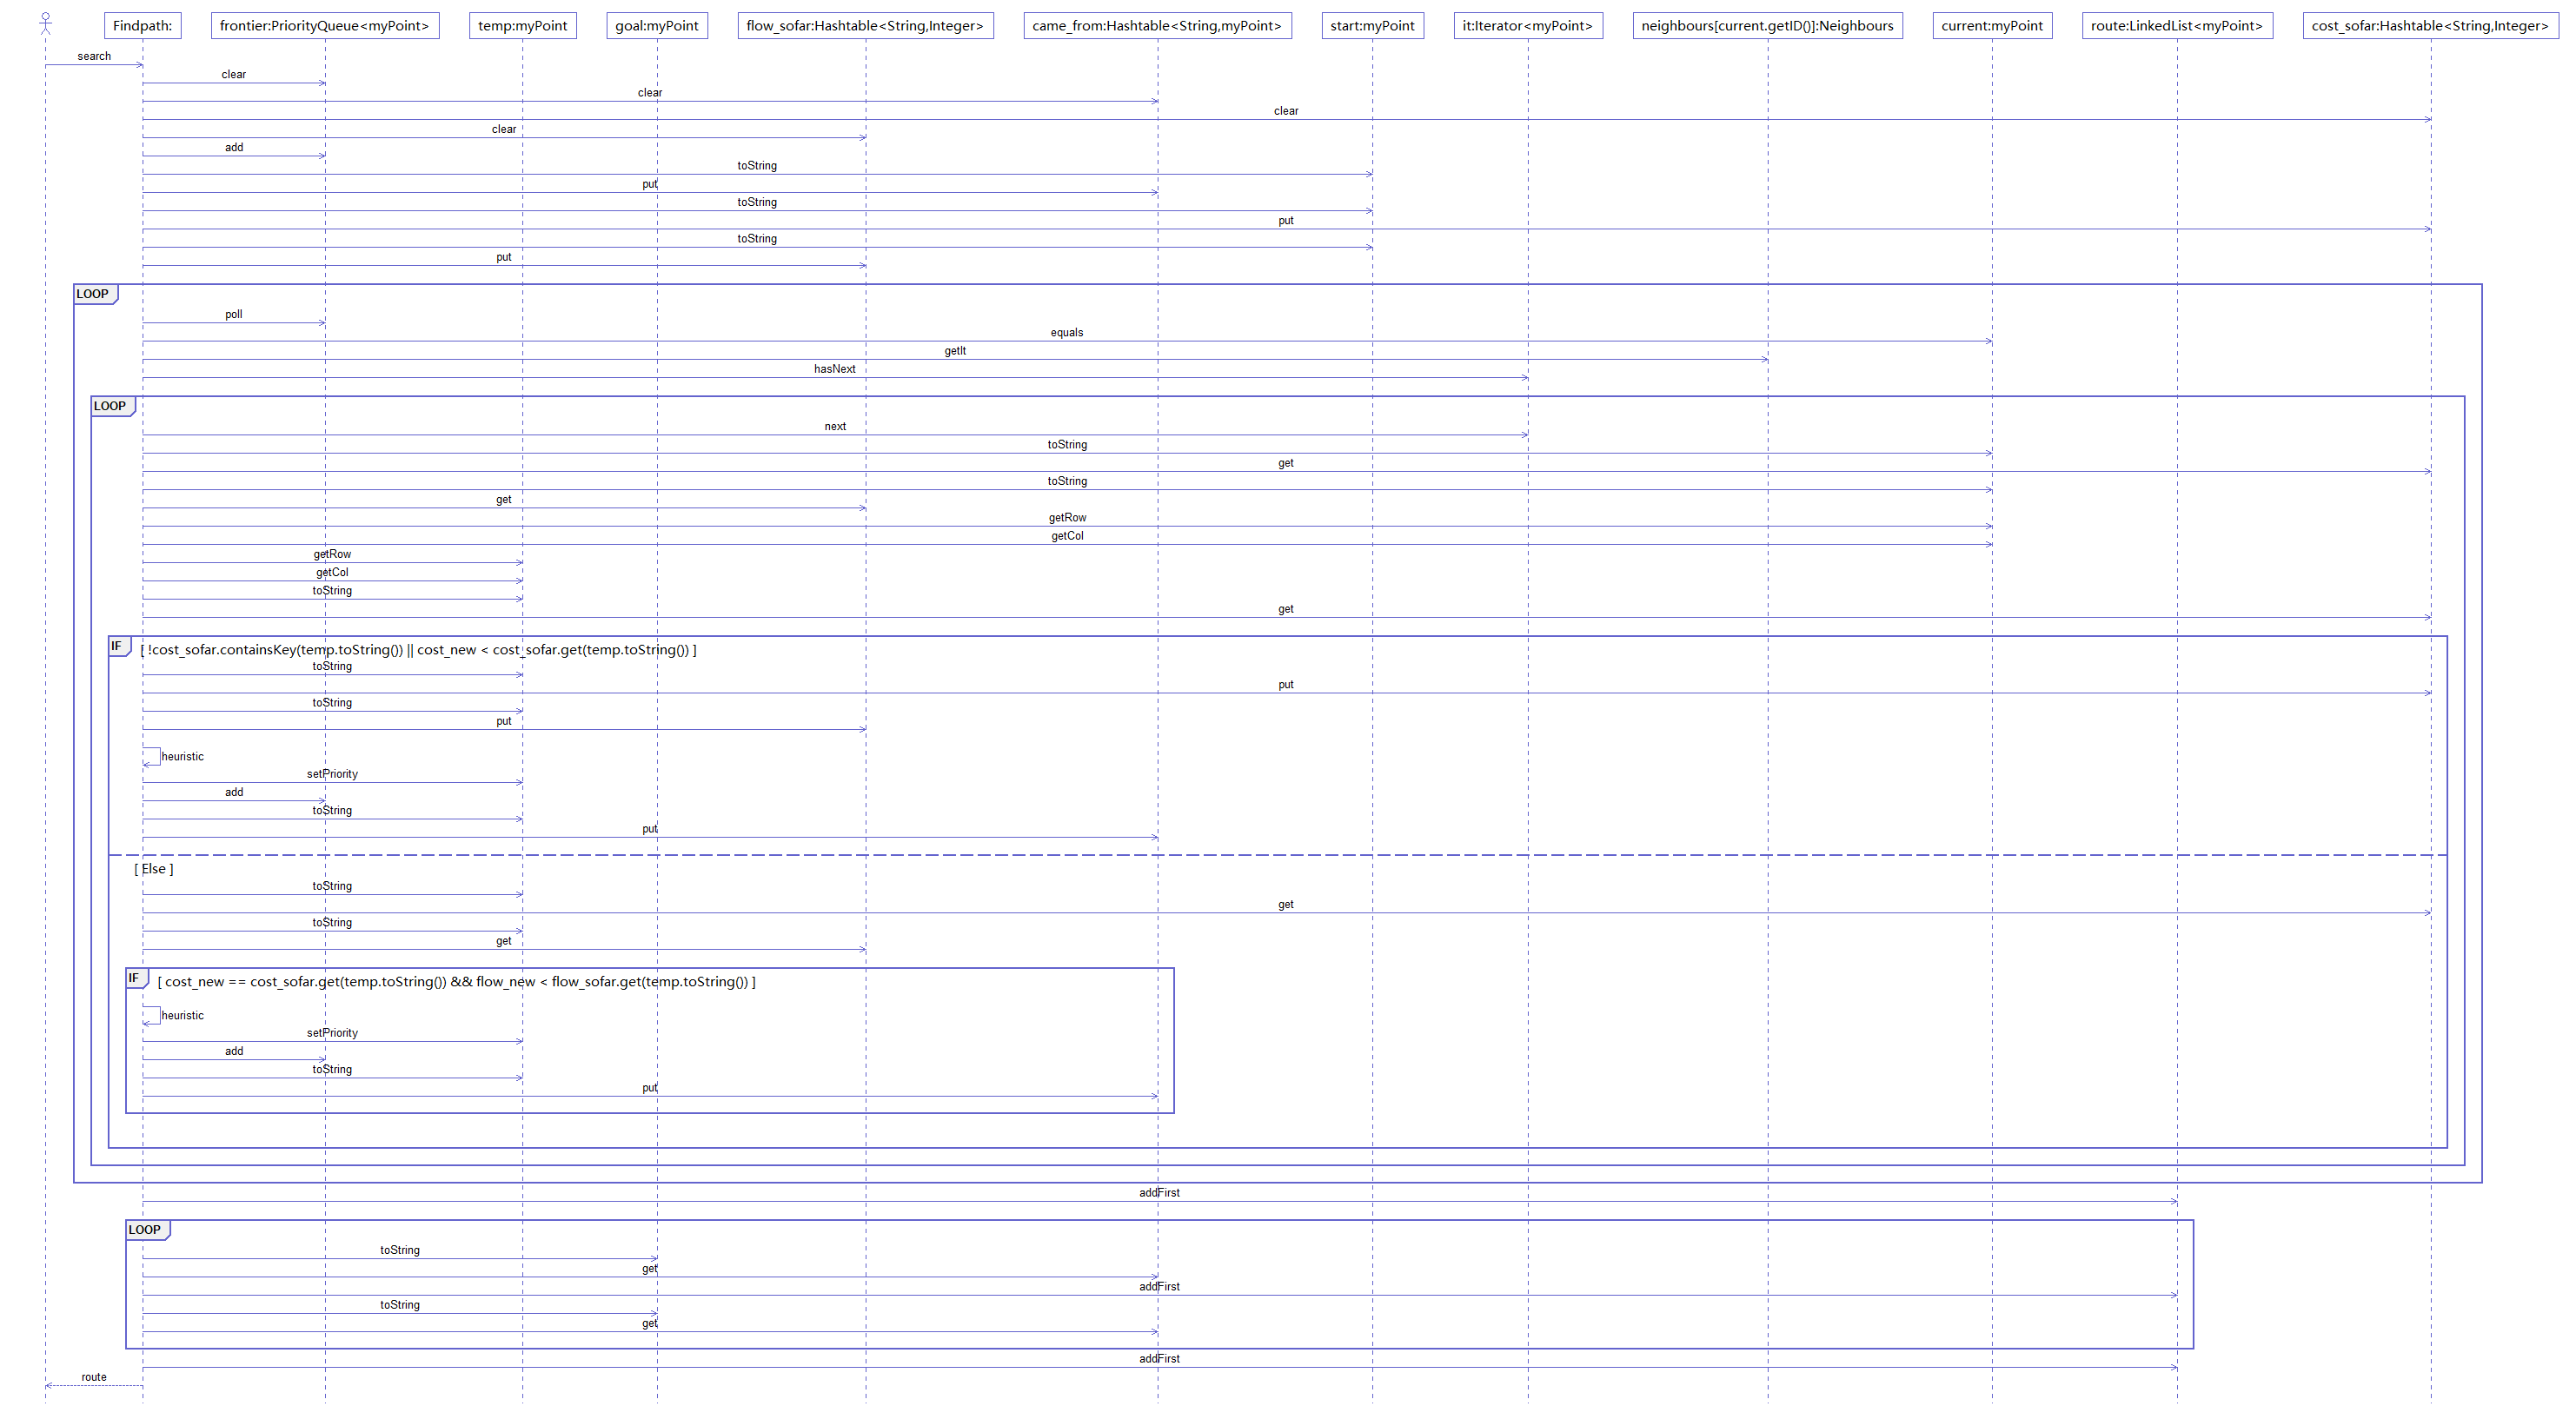 Findpath:
frontier:PriorityQueue<myPoint>
temp:myPoint
goal:myPoint
flow_sofar:Hashtable<String,Integer>
came_from:Hashtable<String,myPoint>
start:myPoint
it:Iterator<myPoint>
neighbours[current.getID()]:Neighbours
current:myPoint
route:LinkedList<myPoint>
cost_sofar:Hashtable<String,Integer>
search
clear
clear
clear
clear
add
toString
put
toString
put
toString
put
LOOP
poll
equals
getIt
hasNext
LOOP
next
toString
get
toString
get
getRow
getCol
getRow
getCol
toString
get
IF
[ !cost_sofar.containsKey(temp.toString()) || cost_new < cost_sofar.get(temp.toString()) ]
toString
put
toString
put
heuristic
setPriority
add
toString
put
[ Else ]
toString
get
toString
get
IF
[ cost_new == cost_sofar.get(temp.toString()) && flow_new < flow_sofar.get(temp.toString()) ]
heuristic
setPriority
add
toString
put
addFirst
LOOP
toString
get
addFirst
toString
get
addFirst
route